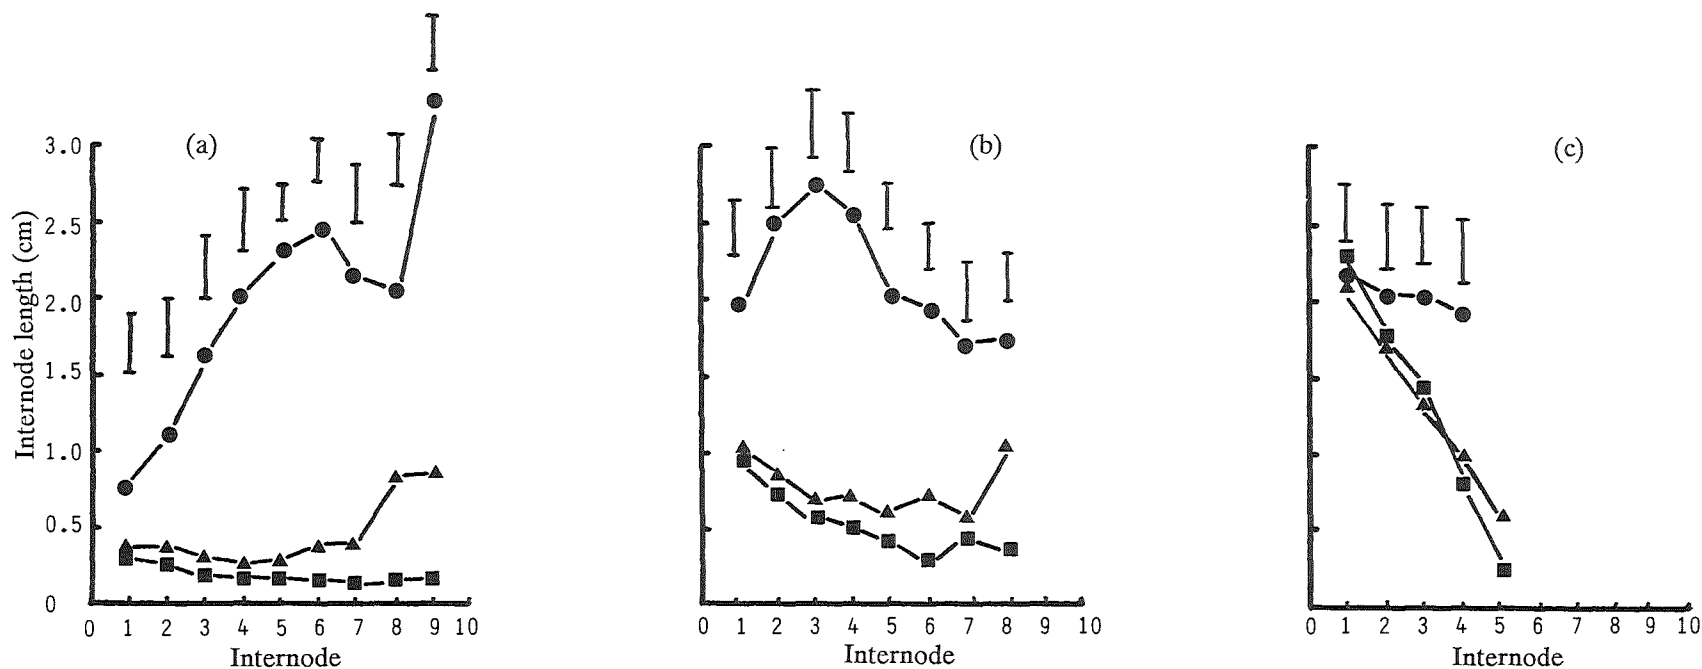 (a)
(b)
(c)
3.0
2.5
2.0
1.5
1.0
0.5
0
Internode length (cm)
0 1 2 3 4 5 6 7 8 9 10
0 1 2 3 4 5 6 7 8 9 10
0 1 2 3 4 5 6 7 8 9 10
Internode
Internode
Internode